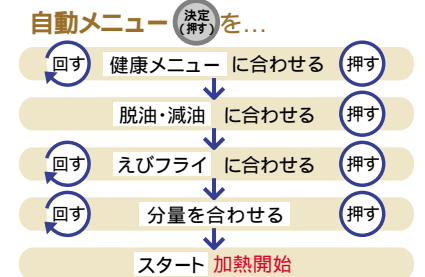 自動メニュー 決定(押す) を…
回す 健康メニュー に合わせる 押す
脱油・減油 に合わせる 押す
回す えびフライ に合わせる 押す
回す 分量を合わせる 押す
スタート 加熱開始